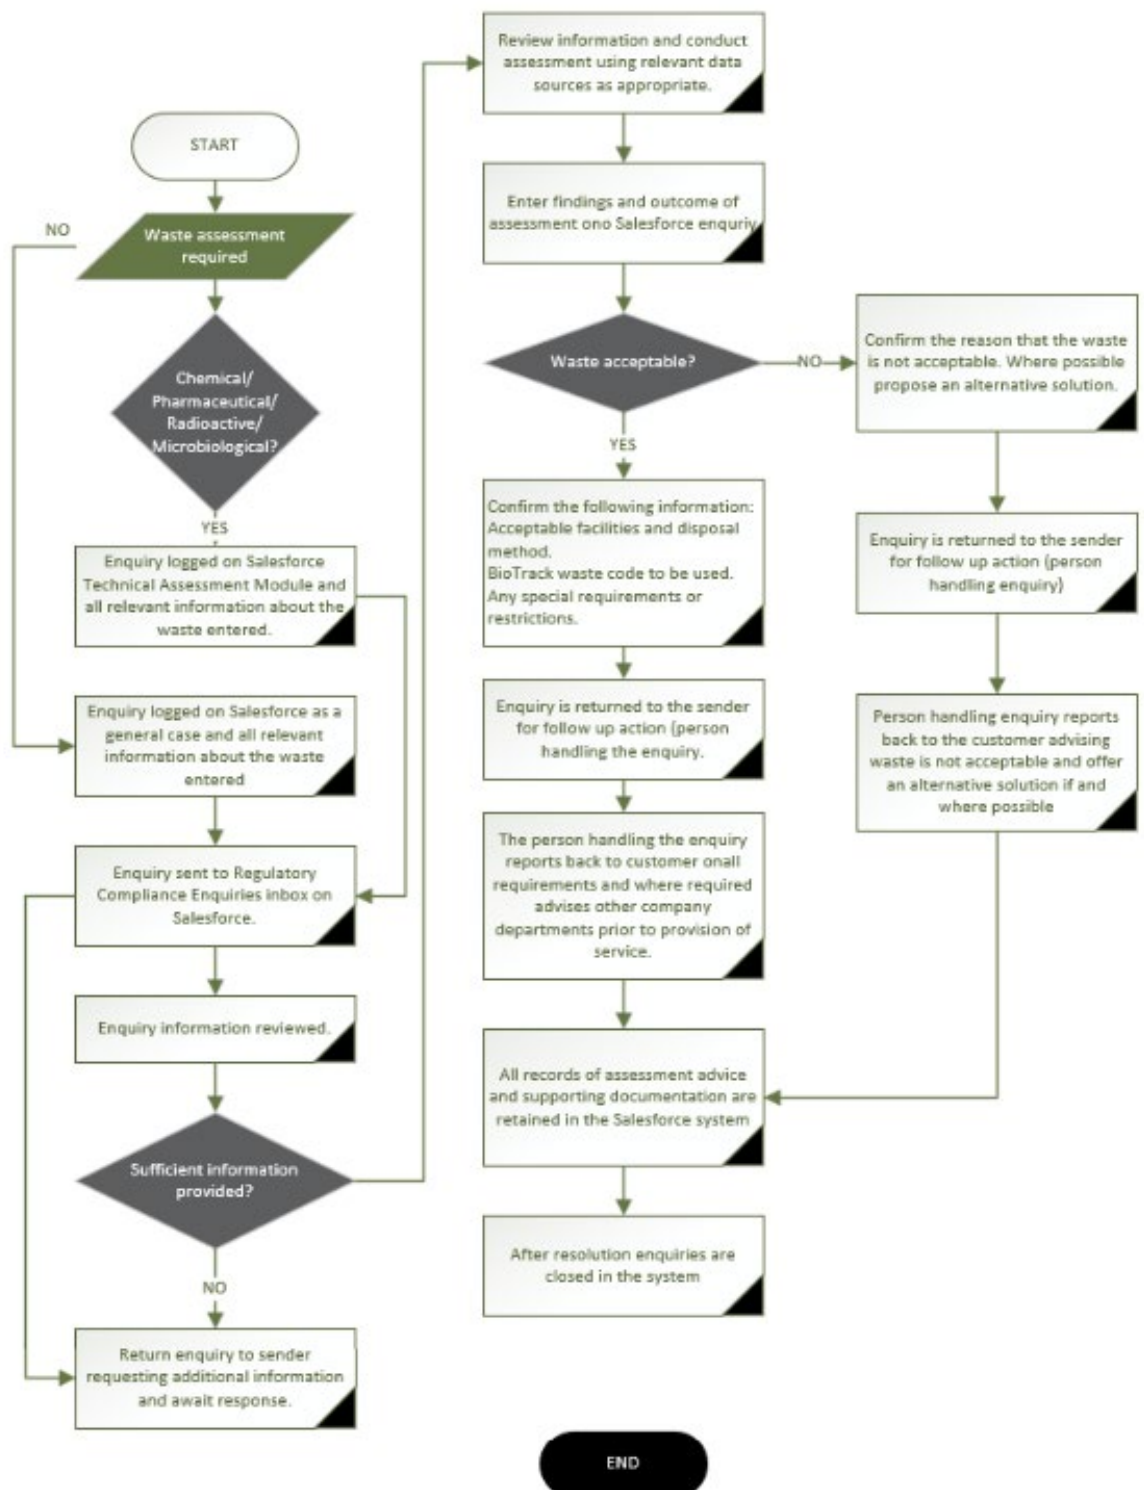 START
NO
Waste assessment
required
Chemical/
Pharmaceutical/
Radioactive/
Microbiological?
YES
Enquiry logged on Salesforce
Technical Assessment Module and
all relevant information about the
waste entered.
Enquiry logged on Salesforce as a
general case and all relevant
information about the waste
entered
Enquiry sent to Regulatory
Compliance Enquiries inbox on
Salesforce.
Enquiry information reviewed.
Sufficient information
provided?
NO
Return enquiry to sender
requesting additional information
and await response.
Review information and conduct
assessment using relevant data
sources as appropriate.
Enter findings and outcome of
assessment ono Salesforce enquriy
Waste acceptable?
NO
YES
Confirm the following information:
Acceptable facilities and disposal
method.
BioTrack waste code to be used.
Any special requirements or
restrictions.
Enquiry is returned to the sender
for follow up action (person
handling the enquiry.
The person handling the enquiry
reports back to customer onall
requirements and where required
advises other company
departments prior to provision of
service.
All records of assessment advice
and supporting documentation are
retained in the Salesforce system
After resolution enquiries are
closed in the system
Confirm the reason that the waste
is not acceptable. Where possible
propose an alternative solution.
Enquiry is returned to the sender
for follow up action (person
handling enquiry)
Person handling enquiry reports
back to the customer advising
waste is not acceptable and offer
an alternative solution if and
where possible
END